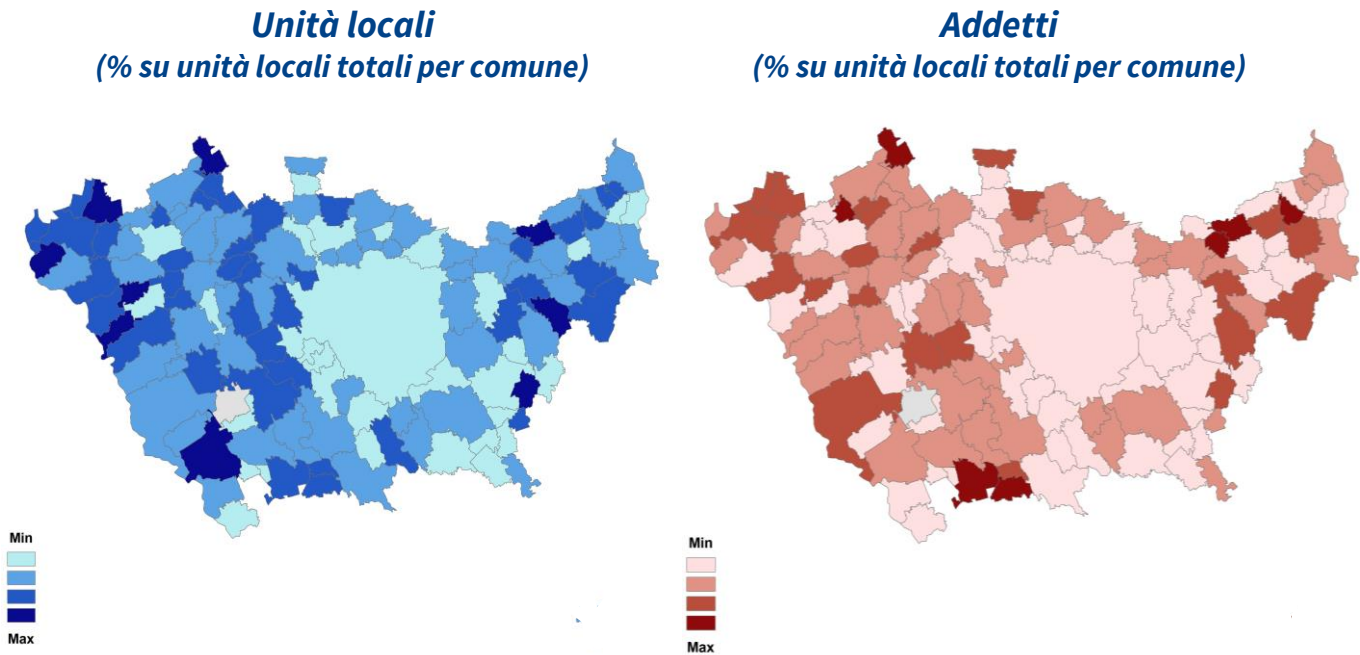 Unità locali
(% su unità locali totali per comune)
Min
Max
Addetti
(% su unità locali totali per comune)
Min
Max